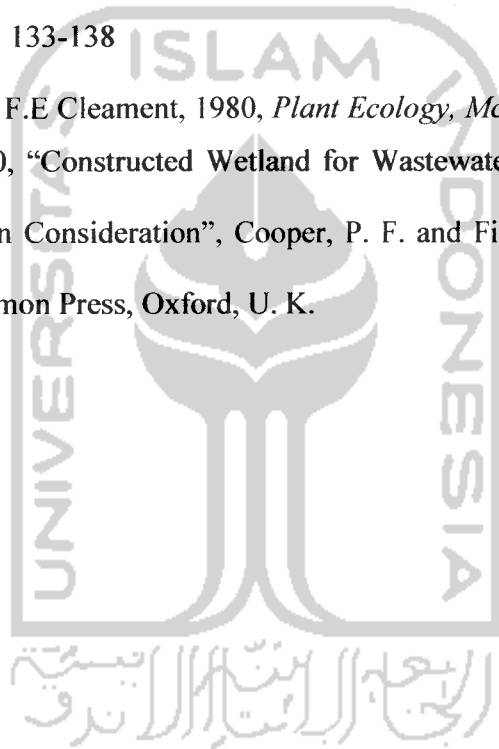 133-138
F.E Cleament, 1980, Plant Ecology,
0, “Constructed Wetland for Wastewate
n Consideration”, Cooper, P. F. and Fi
mon Press, Oxford, U. K.
ISLAM
UNIVERSITAS
INDONESIA